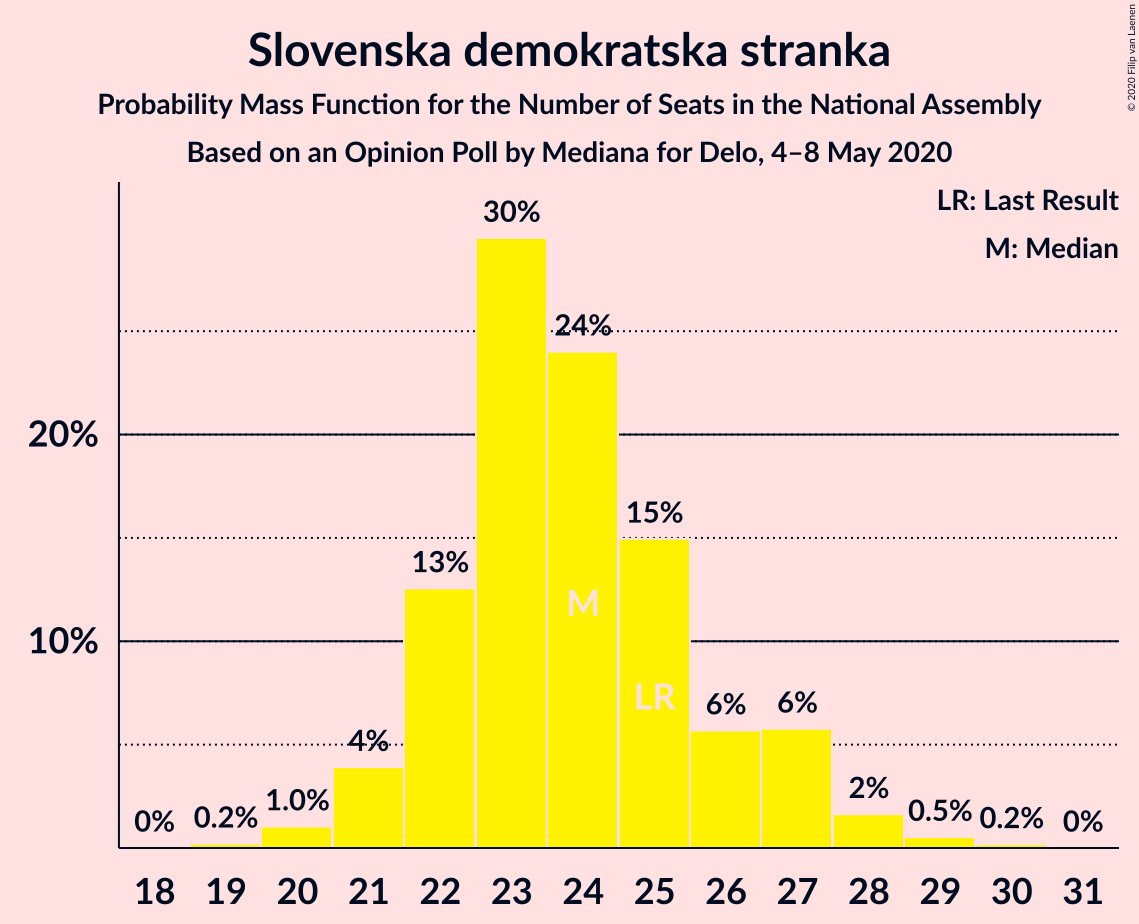 Slovenska demokratska stranka
Probability Mass Function for the Number of Seats in the National Assembly
Based on an Opinion Poll by Mediana for Delo, 4–8 May 2020
© 2020 Filip van Laenen
LR: Last Result
M: Median
30%
24%
20%
15%
13%
M
10%
LR
6%
6%
4%
2%
1.0%
0.5%
0.2%
0.2%
0%
0%
18 19 20 21 22 23 24 25 26 27 28 29 30 31